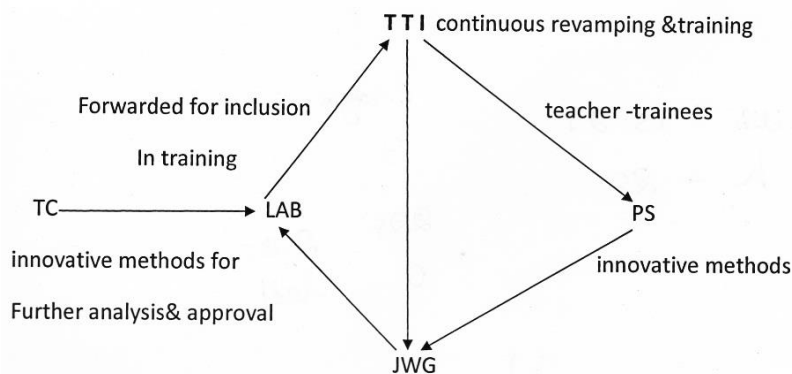 TTI continuous revamping &training
Forwarded for inclusion
teacher -trainees
In training
TC
LAB
PS
innovative methods for
innovative methods
Further analysis& approval
JWG